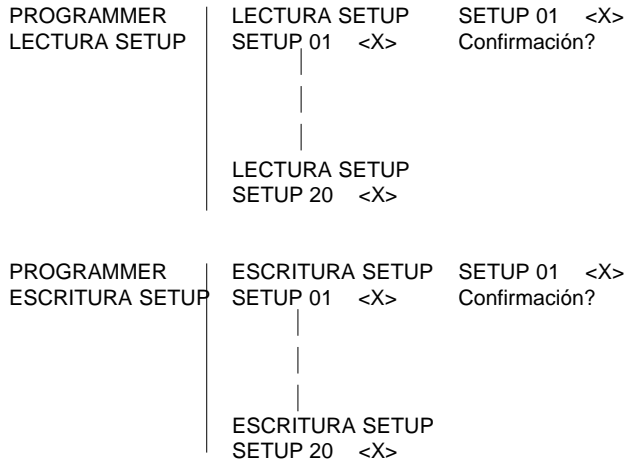 PROGRAMMER LECTURA SETUP SETUP 01 <X>
LECTURA SETUP SETUP 01 <X> Confirmación?
LECTURA SETUP
SETUP 20 <X>
PROGRAMMER ESCRITURA SETUP SETUP 01 <X>
ESCRITURA SETUP SETUP 01 <X> Confirmación?
ESCRITURA SETUP
SETUP 20 <X>